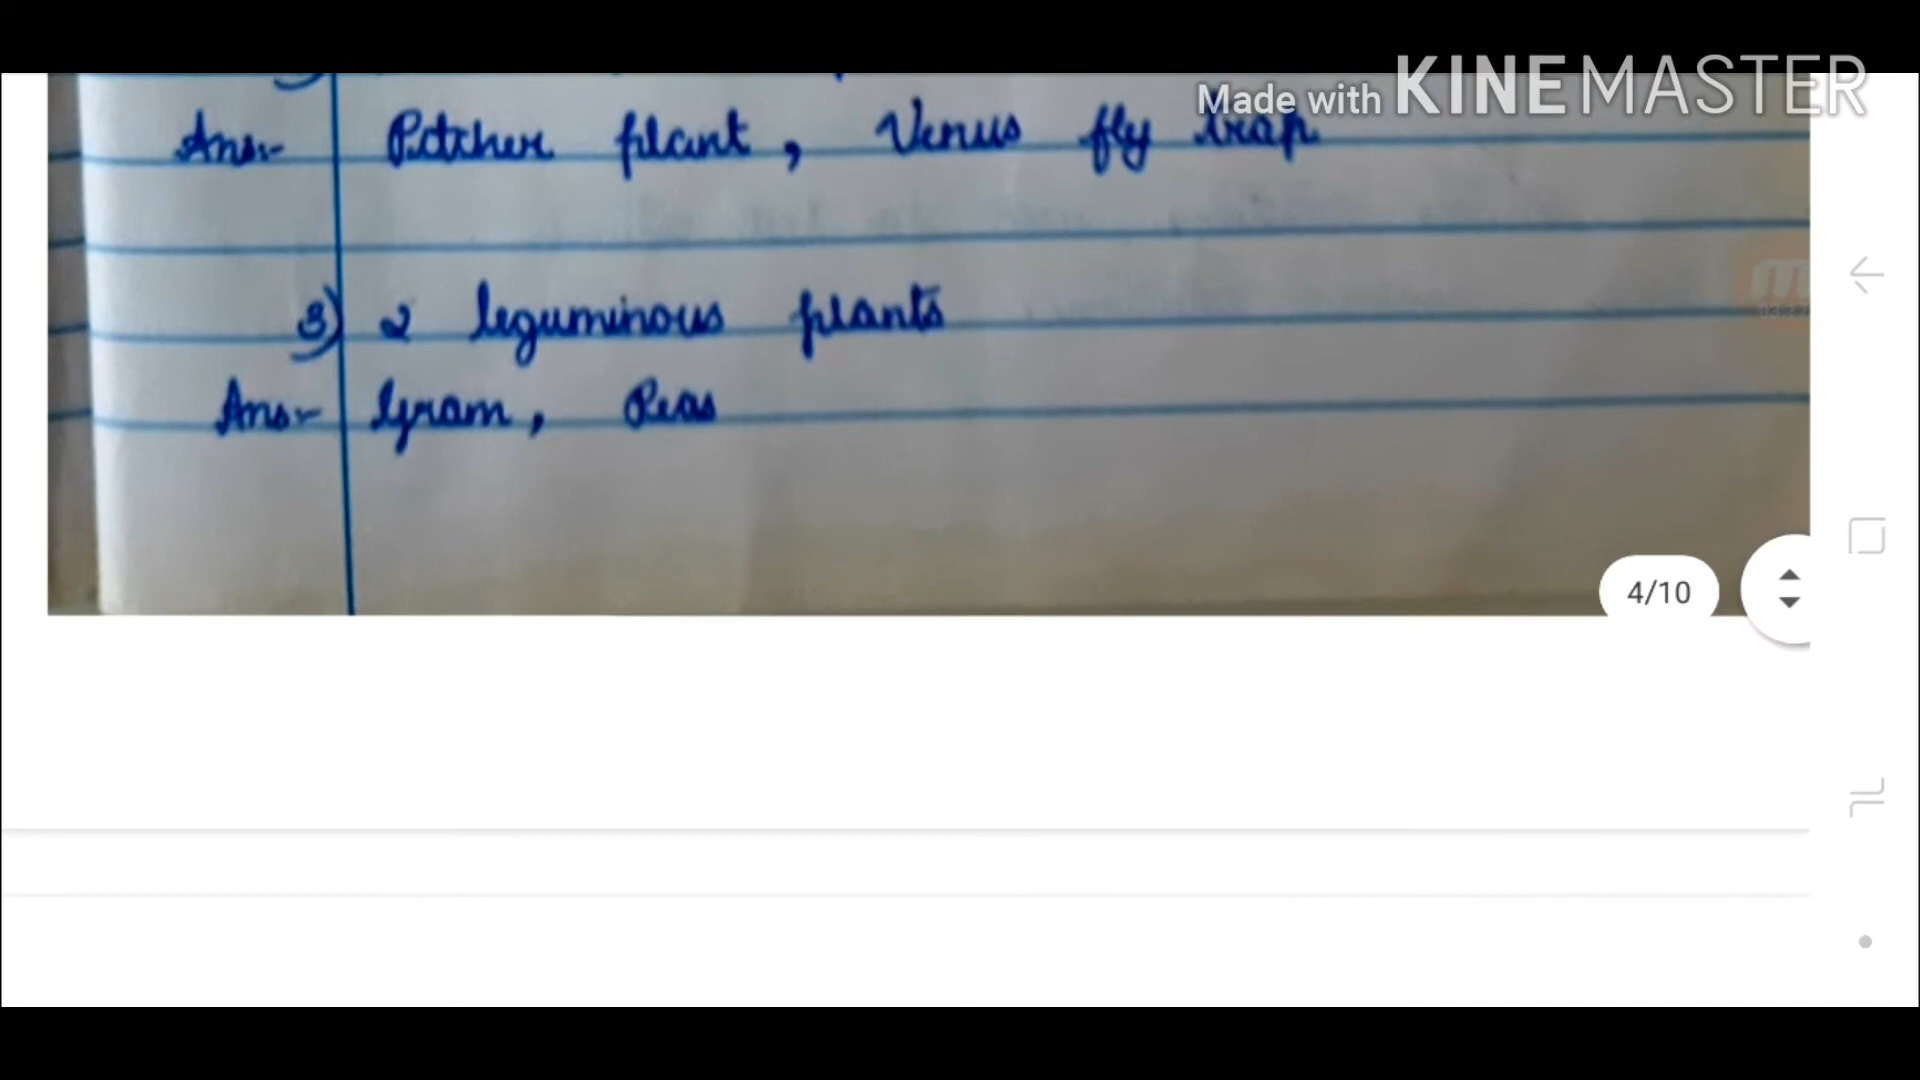 Made with KINEMASTER
Ans:- Pitcher plant, Venus fly trap
3) 2 leguminous plants
Ans:- Gram, Peas
4/10